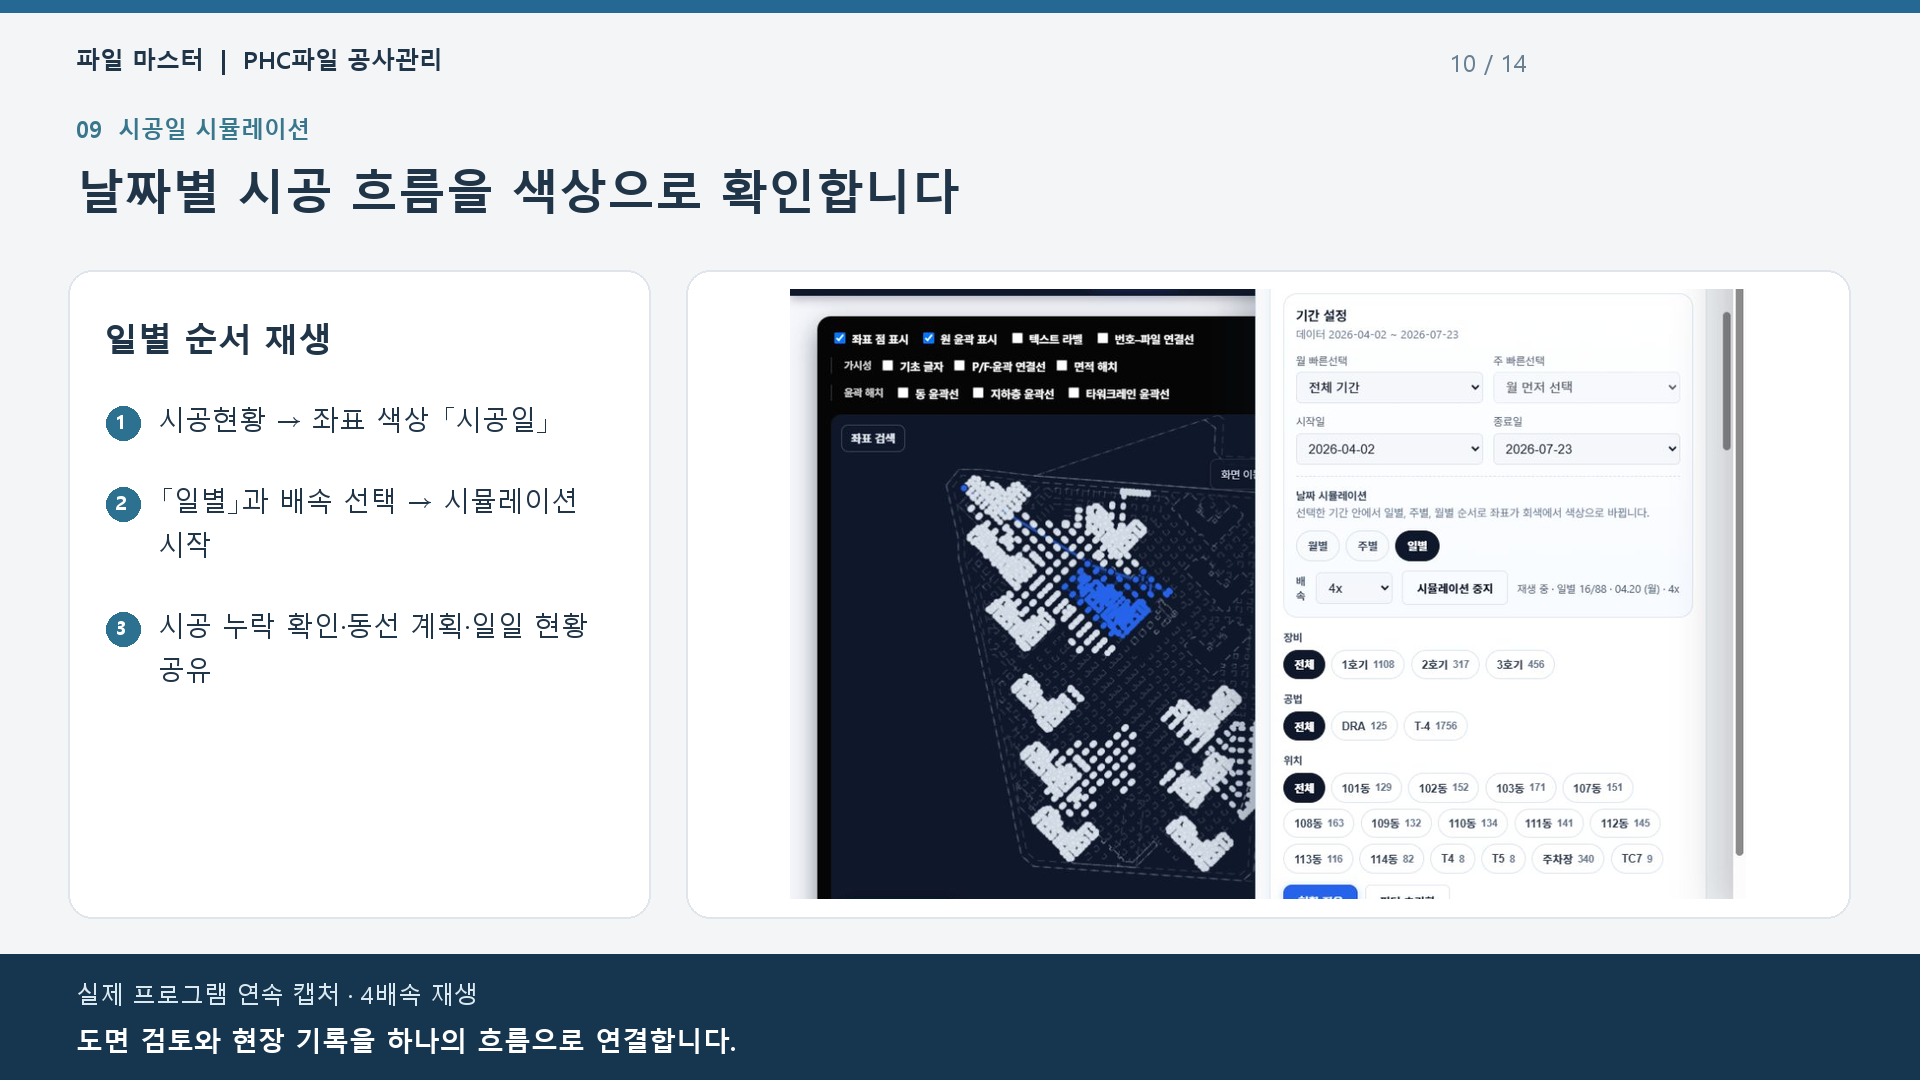 파일 마스터 | PHC파일 공사관리
10 / 14
09 시공일 시뮬레이션
날짜별 시공 흐름을 색상으로 확인합니다
일별 순서 재생
1 시공현황 → 좌표 색상 「시공일」
2 「일별」과 배속 선택 → 시뮬레이션
시작
3 시공 누락 확인·동선 계획·일일 현황
공유
좌표 점 표시 원 윤곽 표시 텍스트 라벨 번호–파일 연결선
가시성 기초 글자 P/F-윤곽 연결선 면적 해치
윤곽 해치 동 윤곽선 지하층 윤곽선 타워크레인 윤곽선
좌표 검색
기간 설정
데이터 2026-04-02 ~ 2026-07-23
월 빠른선택 주 빠른선택
전체 기간 월 먼저 선택
시작일 종료일
2026-04-02 2026-07-23
날짜 시뮬레이션
선택한 기간 안에서 일별, 주별, 월별 순서로 좌표가 회색에서 색상으로 바뀝니다.
월별 주별 일별
배속 4x 시뮬레이션 중지 재생 중 · 일별 16/88 · 04.20 (월) · 4x
장비
전체 1호기 1108 2호기 317 3호기 456
공법
전체 DRA 125 T-4 1756
위치
전체 101동 129 102동 152 103동 171 107동 151
108동 163 109동 132 110동 134 111동 141 112동 145
113동 116 114동 82 T4 8 T5 8 주차장 340 TC7 9
실제 프로그램 연속 캡처 · 4배속 재생
도면 검토와 현장 기록을 하나의 흐름으로 연결합니다.